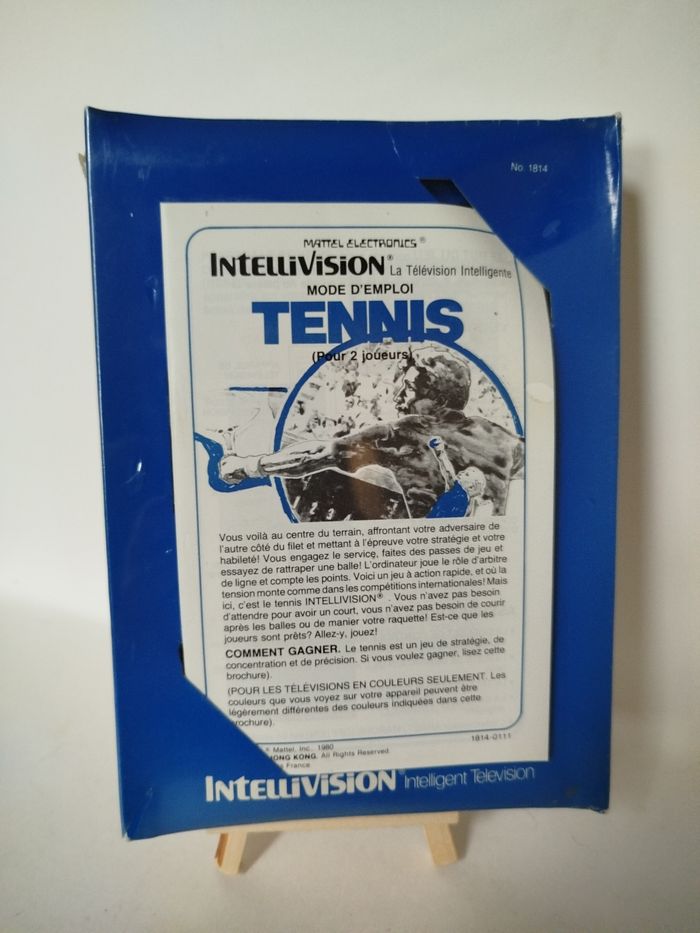 No. 1814
MATTEL ELECTRONICS®
INTELLIVISION® La Télévision Intelligente
MODE D'EMPLOI
TENNIS
(Pour 2 joueurs)
Vous voilà au centre du terrain, affrontant votre adversaire de
l'autre côté du filet et mettant à l'épreuve votre stratégie et votre
habileté! Vous engagez le service, faites des passes de jeu et
essayez de rattraper une balle! L'ordinateur joue le rôle d'arbitre
de ligne et compte les points. Voici un jeu à action rapide, et où la
tension monte comme dans les compétitions internationales! Mais
ici, c'est le tennis INTELLIVISION®. Vous n'avez pas besoin
d'attendre pour avoir un court, vous n'avez pas besoin de courir
après les balles ou de manier votre raquette! Est-ce que les
joueurs sont prêts? Allez-y, jouez!
COMMENT GAGNER. Le tennis est un jeu de stratégie, de
concentration et de précision. Si vous voulez gagner, lisez cette
brochure).
(POUR LES TÉLÉVISIONS EN COULEURS SEULEMENT. Les
couleurs que vous voyez sur votre appareil peuvent être
légèrement différentes des couleurs indiquées dans cette
brochure).
® Mattel, Inc., 1980
HONG KONG. All Rights Reserved
France
1814-0111
INTELLIVISION® Intelligent Television